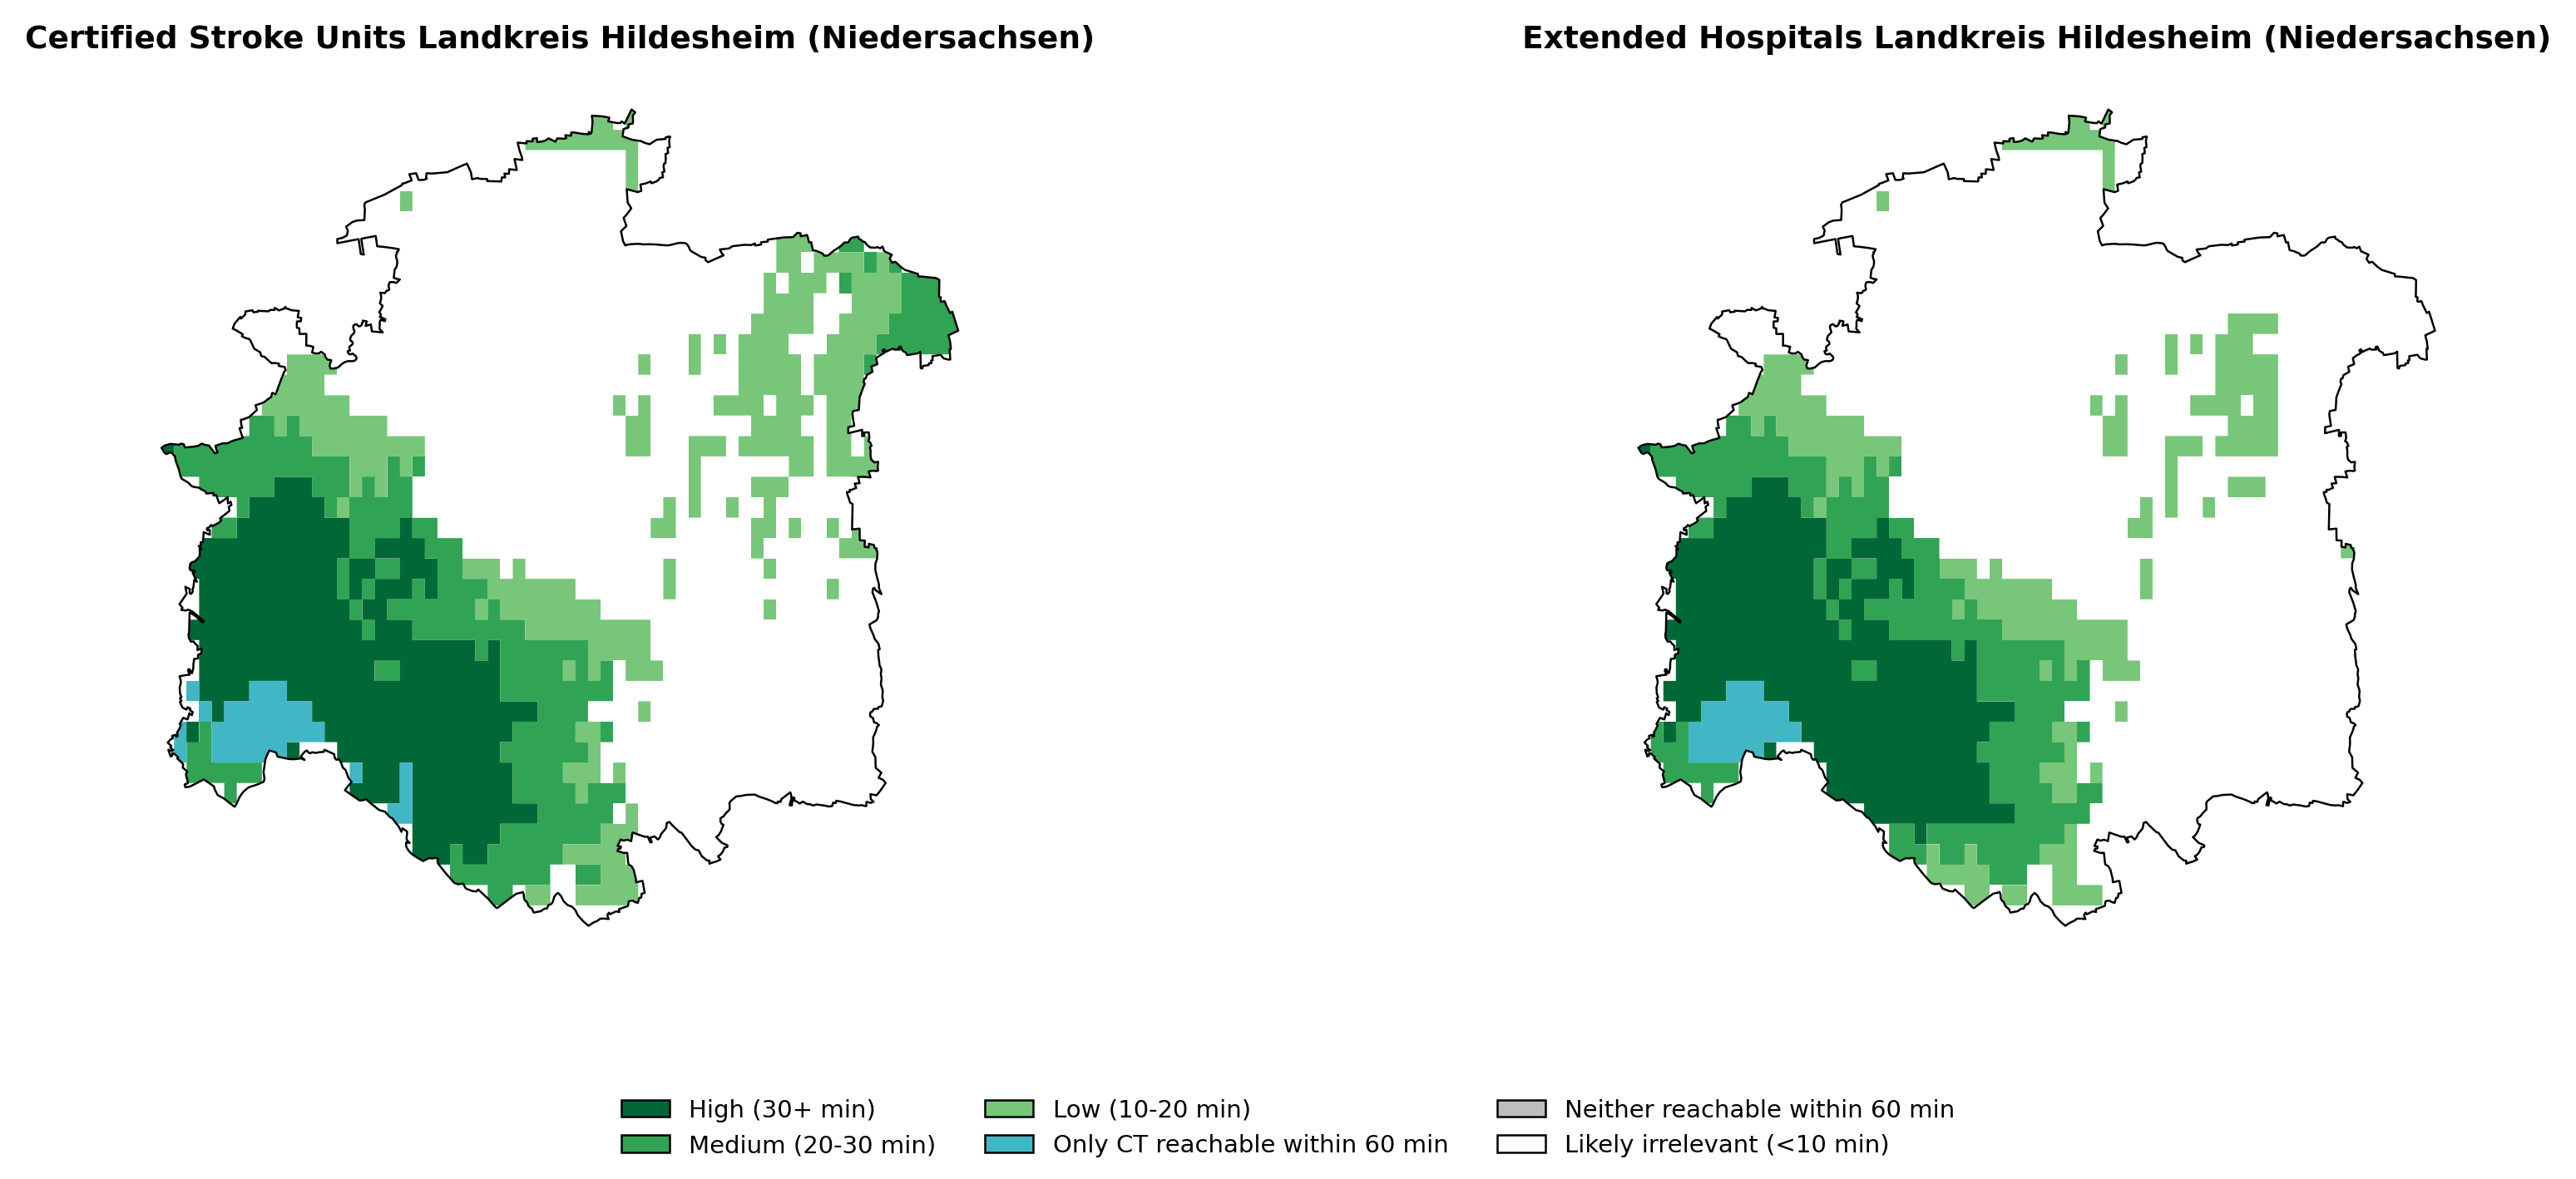 Certified Stroke Units Landkreis Hildesheim (Niedersachsen)
Extended Hospitals Landkreis Hildesheim (Niedersachsen)
High (30+ min)
Medium (20-30 min)
Low (10-20 min)
Only CT reachable within 60 min
Neither reachable within 60 min
Likely irrelevant (<10 min)